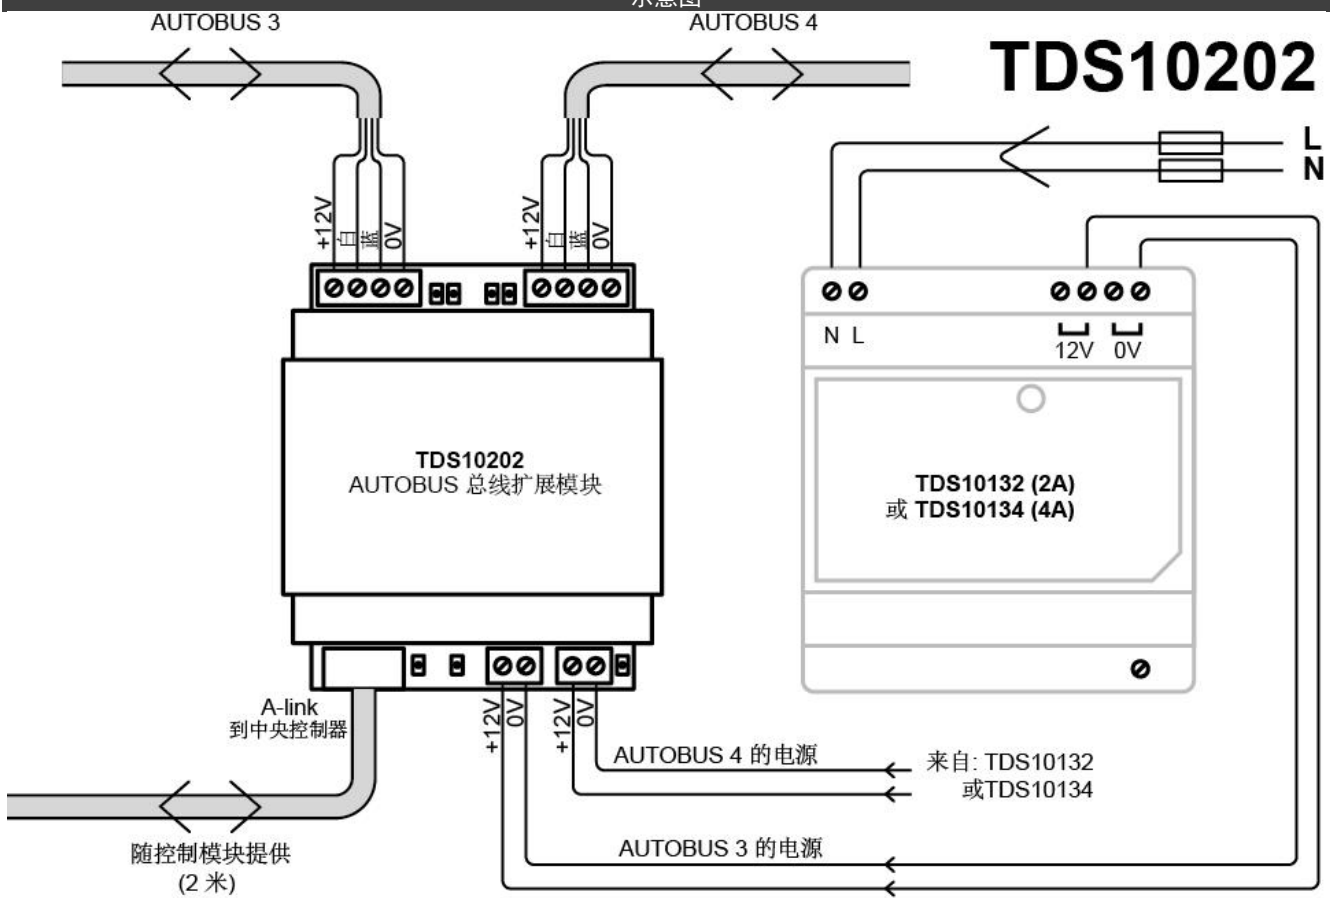 示意图
AUTOBUS 3
AUTOBUS 4
TDS10202
L
N
+12V
白
蓝
0V
+12V
白
蓝
0V
N L
12V 0V
TDS10202
AUTOBUS 总线扩展模块
TDS10132 (2A)
或 TDS10134 (4A)
A-link
到中央控制器
+12V
0V
+12V
0V
AUTOBUS 4 的电源
来自: TDS10132
或TDS10134
随控制模块提供
(2 米)
AUTOBUS 3 的电源